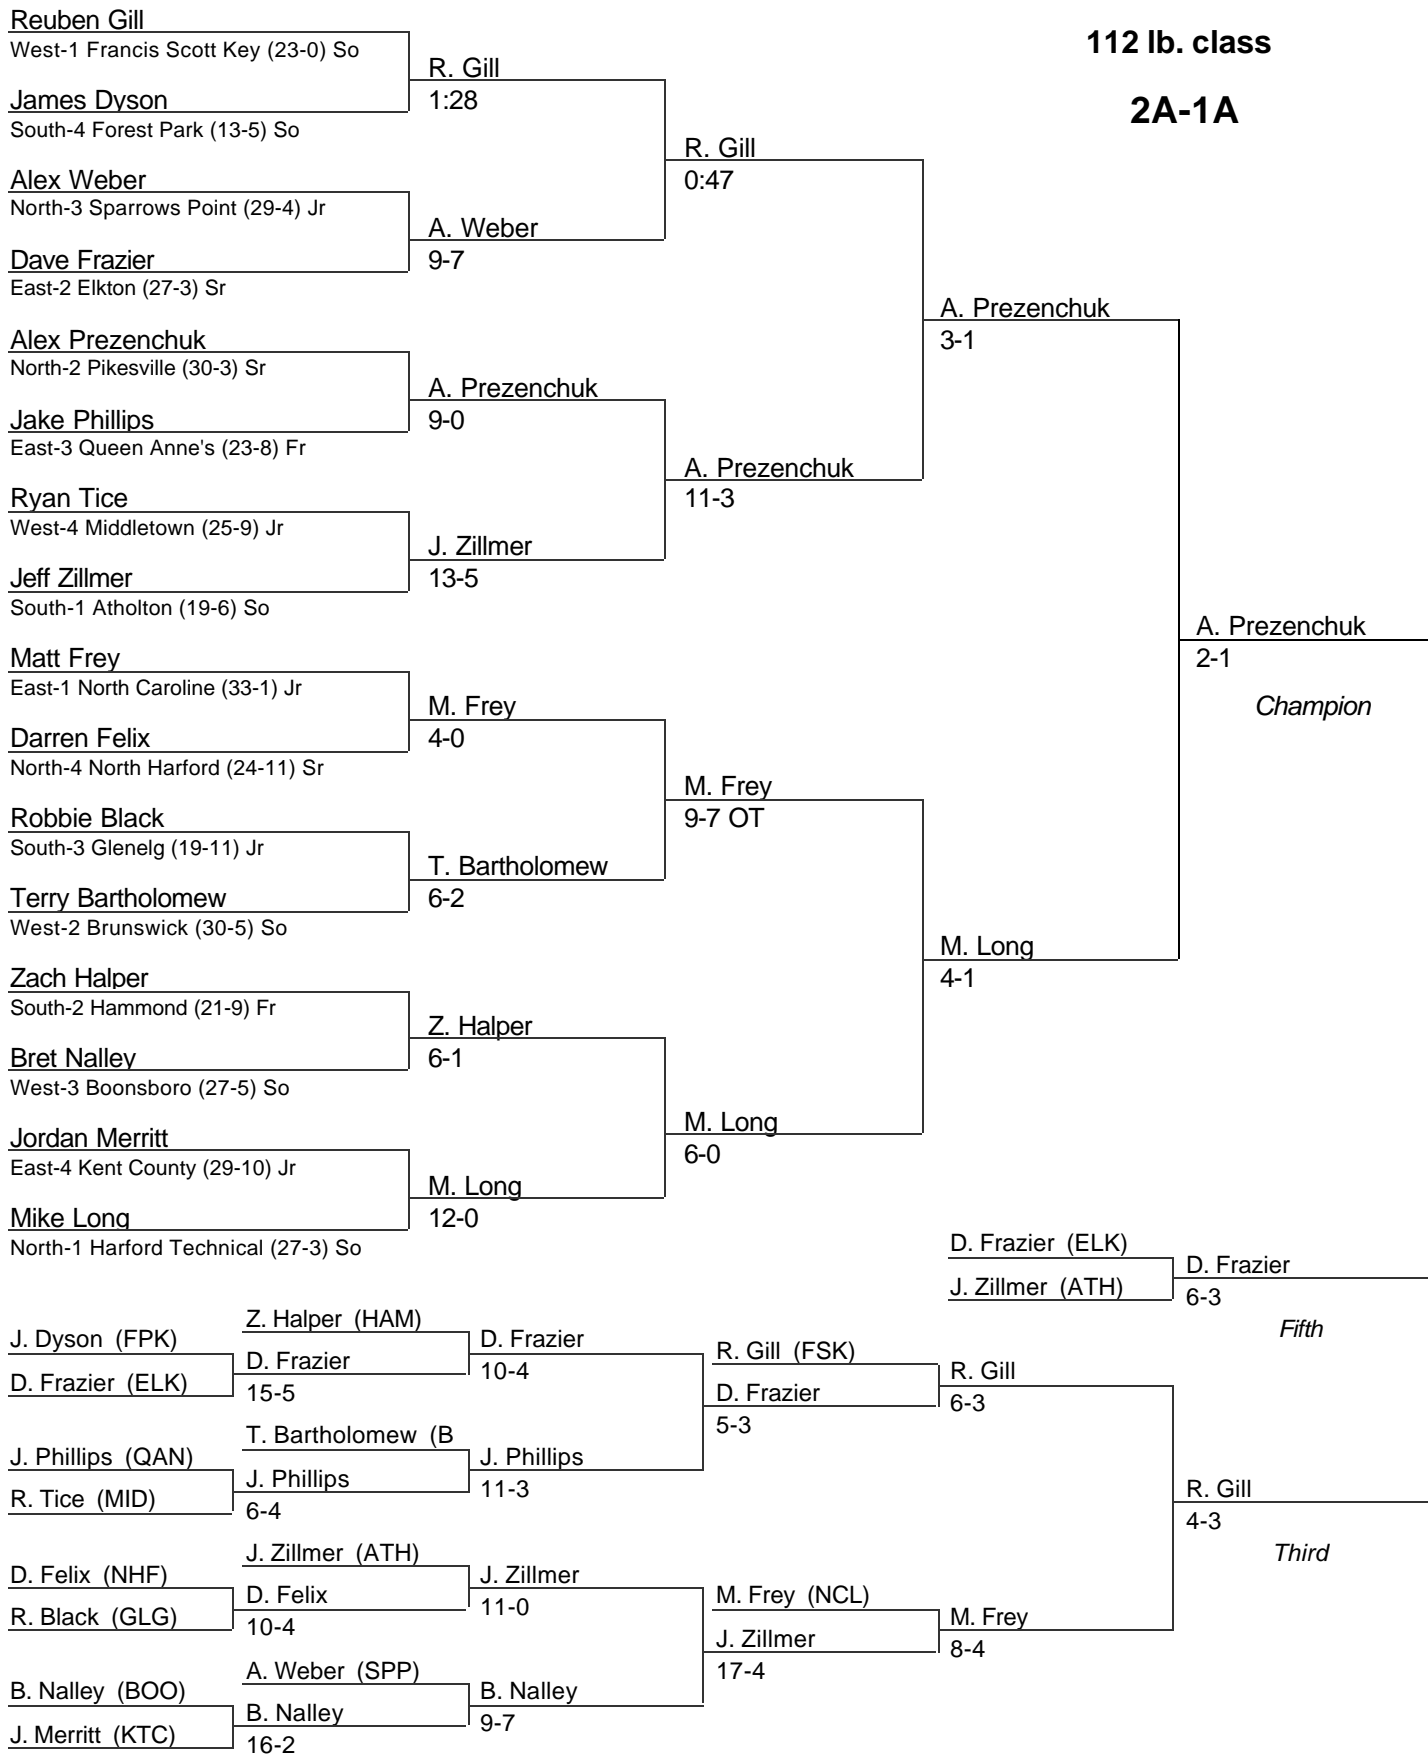 112 lb. class
2A-1A
Reuben Gill
West-1 Francis Scott Key (23-0) So
James Dyson
South-4 Forest Park (13-5) So
Alex Weber
North-3 Sparrows Point (29-4) Jr
Dave Frazier
East-2 Elkton (27-3) Sr
Alex Prezenchuk
North-2 Pikesville (30-3) Sr
Jake Phillips
East-3 Queen Anne's (23-8) Fr
Ryan Tice
West-4 Middletown (25-9) Jr
Jeff Zillmer
South-1 Atholton (19-6) So
Matt Frey
East-1 North Caroline (33-1) Jr
Darren Felix
North-4 North Harford (24-11) Sr
Robbie Black
South-3 Glenelg (19-11) Jr
Terry Bartholomew
West-2 Brunswick (30-5) So
Zach Halper
South-2 Hammond (21-9) Fr
Bret Nalley
West-3 Boonsboro (27-5) So
Jordan Merritt
East-4 Kent County (29-10) Jr
Mike Long
North-1 Harford Technical (27-3) So
R. Gill
1:28
A. Weber
9-7
A. Prezenchuk
9-0
J. Zillmer
13-5
M. Frey
4-0
T. Bartholomew
6-2
Z. Halper
6-1
M. Long
12-0
R. Gill
0:47
A. Prezenchuk
11-3
M. Frey
9-7 OT
M. Long
6-0
A. Prezenchuk
3-1
M. Long
4-1
A. Prezenchuk
2-1
Champion
D. Frazier (ELK)
J. Zillmer (ATH)
D. Frazier
6-3
Fifth
J. Dyson (FPK)
D. Frazier (ELK)
J. Phillips (QAN)
R. Tice (MID)
D. Felix (NHF)
R. Black (GLG)
B. Nalley (BOO)
J. Merritt (KTC)
Z. Halper (HAM)
D. Frazier
15-5
T. Bartholomew (B
J. Phillips
6-4
J. Zillmer (ATH)
D. Felix
10-4
A. Weber (SPP)
B. Nalley
16-2
D. Frazier
10-4
J. Phillips
11-3
J. Zillmer
11-0
B. Nalley
9-7
R. Gill (FSK)
D. Frazier
5-3
M. Frey (NCL)
J. Zillmer
17-4
R. Gill
6-3
M. Frey
8-4
R. Gill
4-3
Third